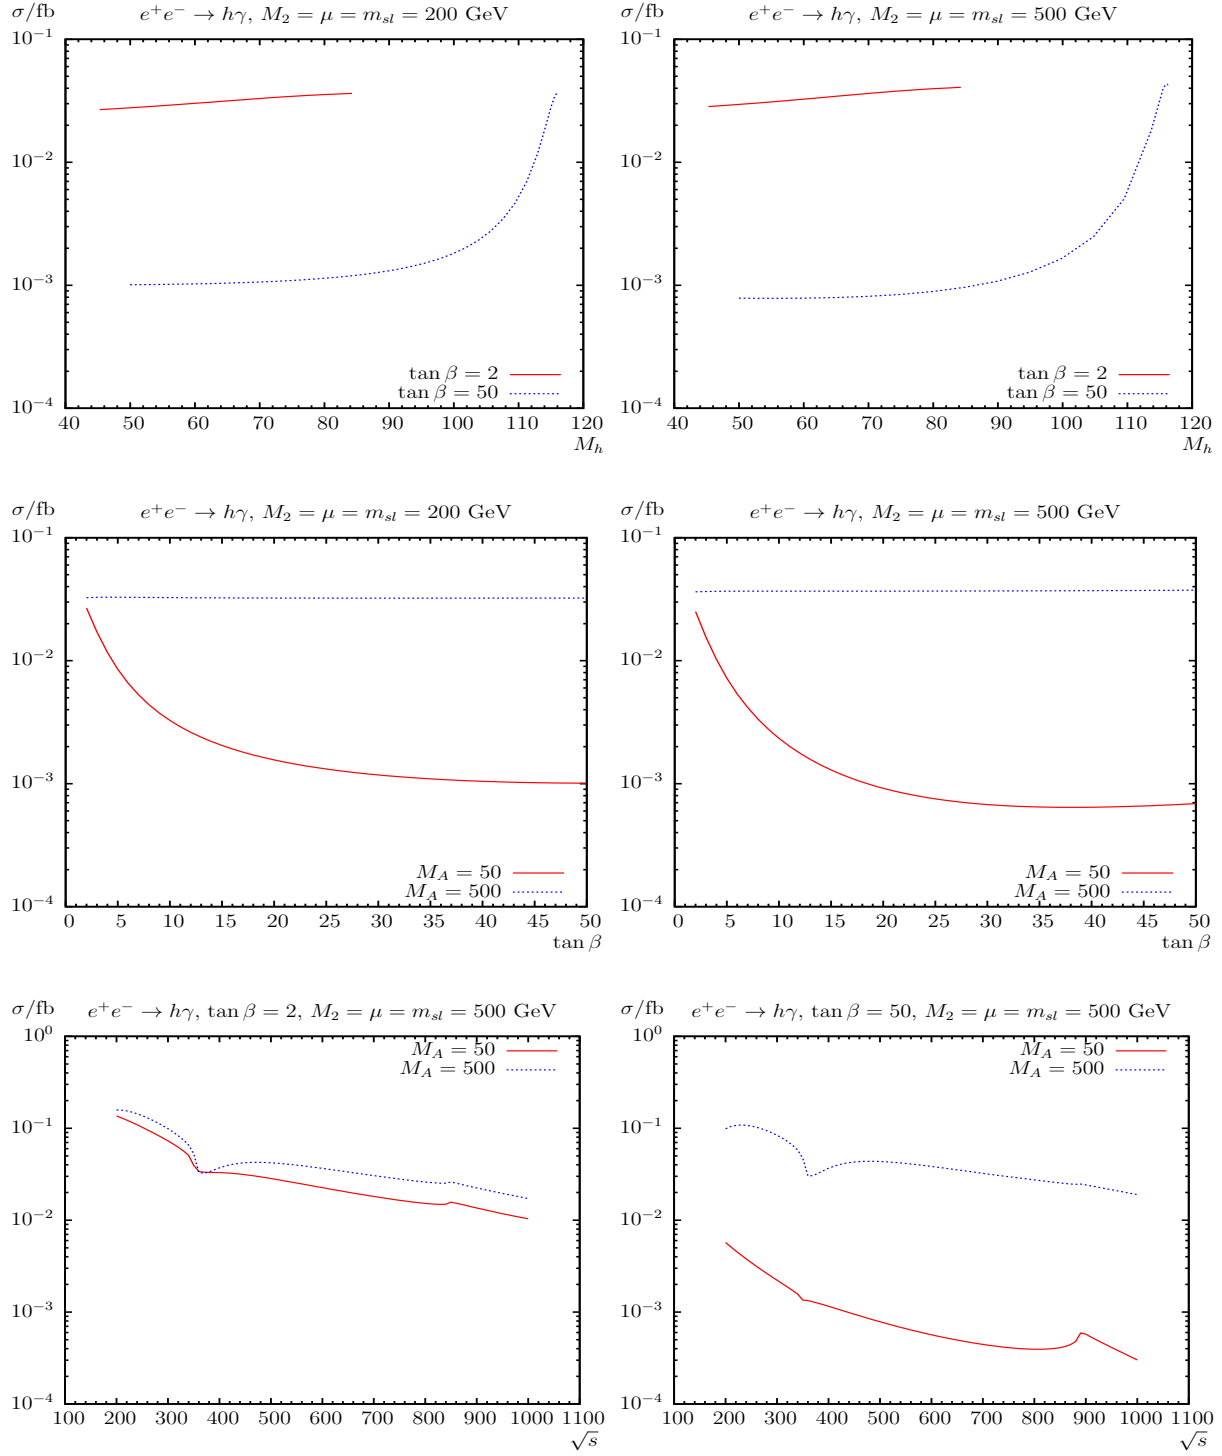 σ/fb e⁺e⁻ → hγ, M₂ = μ = m_sl = 200 GeV
10⁻¹
10⁻²
10⁻³
10⁻⁴
tan β = 2
tan β = 50
40 50 60 70 80 90 100 110 120
M_h
σ/fb e⁺e⁻ → hγ, M₂ = μ = m_sl = 500 GeV
10⁻¹
10⁻²
10⁻³
10⁻⁴
tan β = 2
tan β = 50
40 50 60 70 80 90 100 110 120
M_h
σ/fb e⁺e⁻ → hγ, M₂ = μ = m_sl = 200 GeV
10⁻¹
10⁻²
10⁻³
10⁻⁴
M_A = 50
M_A = 500
0 5 10 15 20 25 30 35 40 45 50
tan β
σ/fb e⁺e⁻ → hγ, M₂ = μ = m_sl = 500 GeV
10⁻¹
10⁻²
10⁻³
10⁻⁴
M_A = 50
M_A = 500
0 5 10 15 20 25 30 35 40 45 50
tan β
σ/fb e⁺e⁻ → hγ, tan β = 2, M₂ = μ = m_sl = 500 GeV
10⁰
10⁻¹
10⁻²
10⁻³
10⁻⁴
M_A = 50
M_A = 500
100 200 300 400 500 600 700 800 900 1000 1100
√s
σ/fb e⁺e⁻ → hγ, tan β = 50, M₂ = μ = m_sl = 500 GeV
10⁰
10⁻¹
10⁻²
10⁻³
10⁻⁴
M_A = 50
M_A = 500
100 200 300 400 500 600 700 800 900 1000 1100
√s